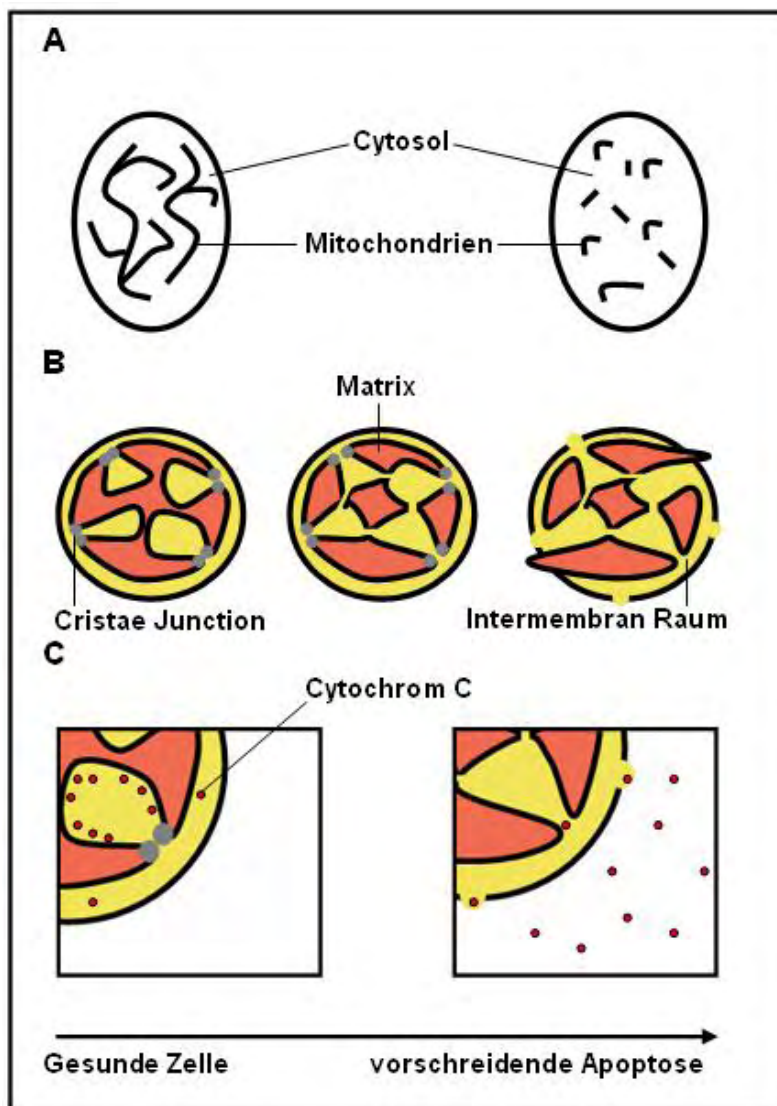 A
Cytosol
Mitochondrien
B
Matrix
Cristae Junction
Intermembran Raum
C
Cytochrom C
Gesunde Zelle
vorschreidende Apoptose